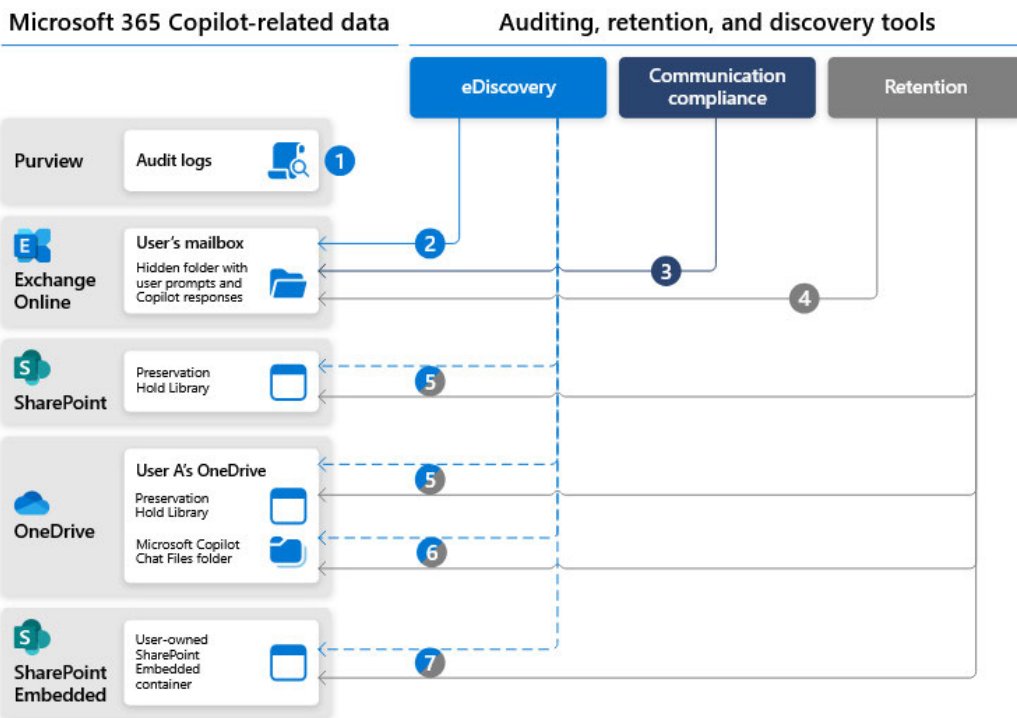 Microsoft 365 Copilot-related data
Auditing, retention, and discovery tools
eDiscovery
Communication
compliance
Retention
Purview
Audit logs
1
E
Exchange
Online
User's mailbox
Hidden folder with
user prompts and
Copilot responses
2
3
4
S
SharePoint
Preservation
Hold Library
5
OneDrive
User A's OneDrive
Preservation
Hold Library
5
Microsoft Copilot
Chat Files folder
6
S
SharePoint
Embedded
User-owned
SharePoint
Embedded
container
7